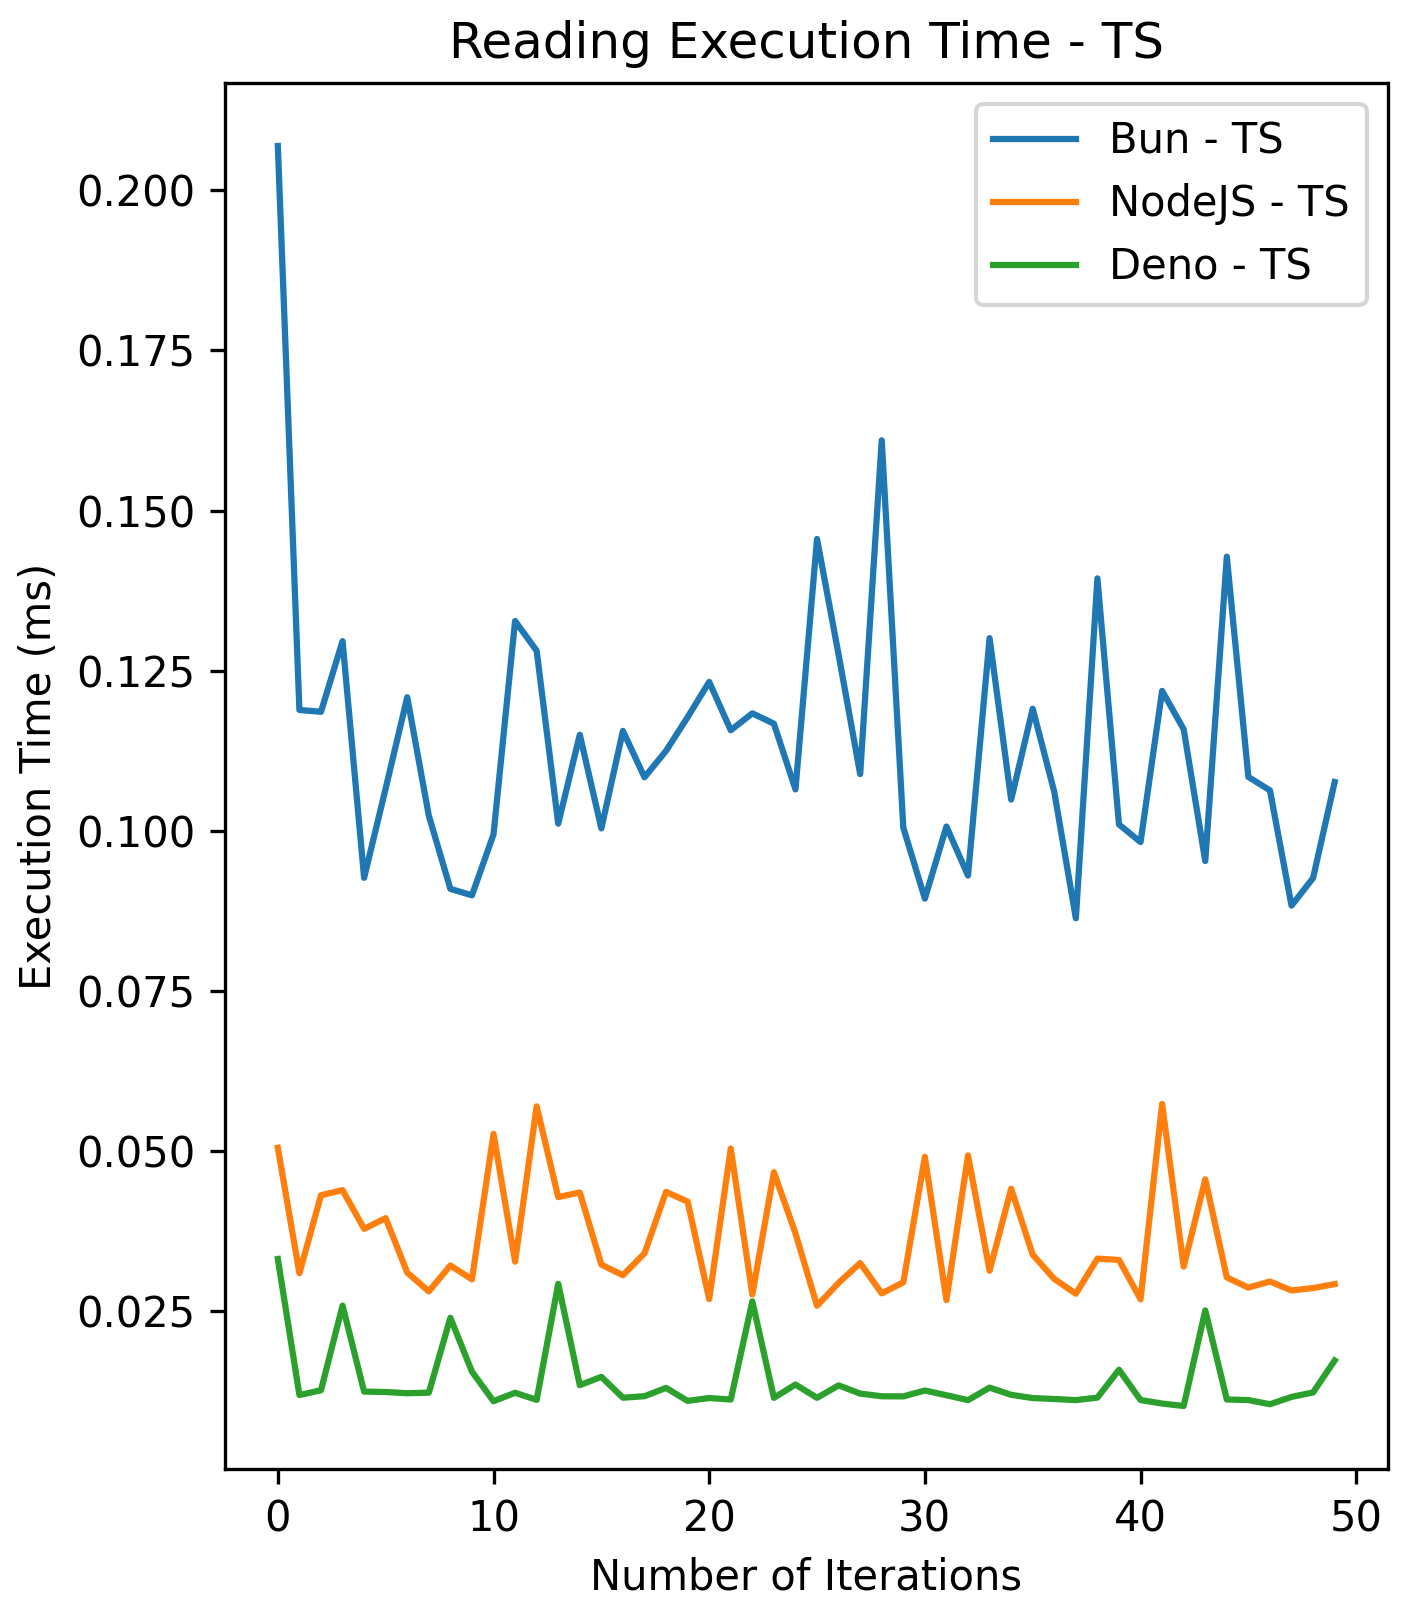 Reading Execution Time - TS
Bun - TS
NodeJS - TS
Deno - TS
Execution Time (ms)
0.200
0.175
0.150
0.125
0.100
0.075
0.050
0.025
0 10 20 30 40 50
Number of Iterations